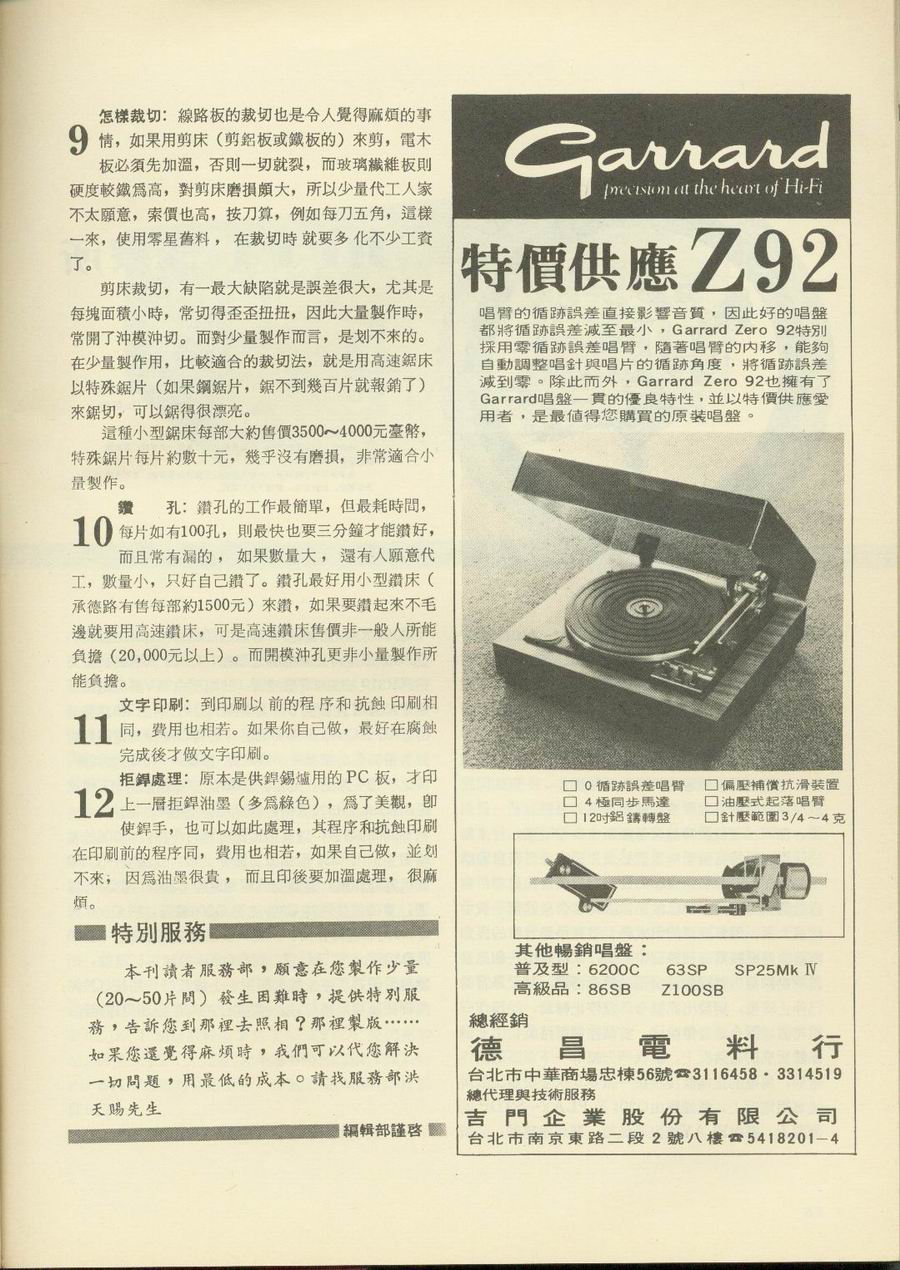 9
怎樣裁切：線路板的裁切也是令人覺得麻煩的事
情，如果用剪床（剪鋁板或鐵板的）來剪，電木
板必須先加溫，否則一切就裂，而玻璃纖維板則
硬度較鐵爲高，對剪床磨損頗大，所以少量代工人家
不太願意，索價也高，按刀算，例如每刀五角，這樣
一來，使用零星舊料，在裁切時就要多化不少工資
了。
剪床裁切，有一最大缺陷就是誤差很大，尤其是
每塊面積小時，常切得歪歪扭扭，因此大量製作時，
常開了沖模沖切。而對少量製作而言，是划不來的。
在少量製作用，比較適合的裁切法，就是用高速鋸床
以特殊鋸片（如果鋼鋸片，鋸不到幾百片就報銷了）
來鋸切，可以鋸得很漂亮。
這種小型鋸床每部大約售價3500～4000元臺幣，
特殊鋸片每片約數十元，幾乎沒有磨損，非常適合小
量製作。
10
鑽　孔：鑽孔的工作最簡單，但最耗時間，
每片如有100孔，則最快也要三分鐘才能鑽好，
而且常有漏的，如果數量大，還有人願意代
工，數量小，只好自己鑽了。鑽孔最好用小型鑽床（
承德路有售每部約1500元）來鑽，如果要鑽起來不毛
邊就要用高速鑽床，可是高速鑽床售價非一般人所能
負擔（20,000元以上）。而開模沖孔更非小量製作所
能負擔。
11
文字印刷：到印刷以前的程序和抗蝕印刷相
同，費用也相若。如果你自己做，最好在腐蝕
完成後才做文字印刷。
12
拒銲處理：原本是供銲錫爐用的PC板，才印
上一層拒銲油墨（多爲綠色），爲了美觀，卽
使銲手，也可以如此處理，其程序和抗蝕印刷
在印刷前的程序同，費用也相若，如果自己做，並划
不來，因爲油墨很貴，而且印後要加溫處理，很麻
煩。
特別服務
本刊讀者服務部，願意在您製作少量
（20～50片間）發生困難時，提供特別服
務，告訴您到那裡去照相？那裡製版……
如果您還覺得麻煩時，我們可以代您解決
一切問題，用最低的成本。請找服務部洪
天賜先生
編輯部謹啓
Garrard
precision at the heart of Hi-Fi
特價供應Z92
唱臂的循跡誤差直接影響音質，因此好的唱盤
都將循跡誤差減至最小，Garrard Zero 92特別
採用零循跡誤差唱臂，隨著唱臂的內移，能夠
自動調整唱針與唱片的循跡角度，將循跡誤差
減到零。除此而外，Garrard Zero 92也擁有了
Garrard唱盤一貫的優良特性，並以特價供應愛
用者，是最值得您購買的原裝唱盤。
□ 0 循跡誤差唱臂 □偏壓補償抗滑裝置
□ 4 極同步馬達 □油壓式起落唱臂
□ 12吋鋁鑄轉盤 □針壓範圍3/4～4克
其他暢銷唱盤：
普及型：6200C 63SP SP25Mk Ⅳ
高級品：86SB Z100SB
總經銷
德昌電料行
台北市中華商場忠棟56號☎3116458・3314519
總代理與技術服務
吉門企業股份有限公司
台北市南京東路二段2號八樓☎5418201－4